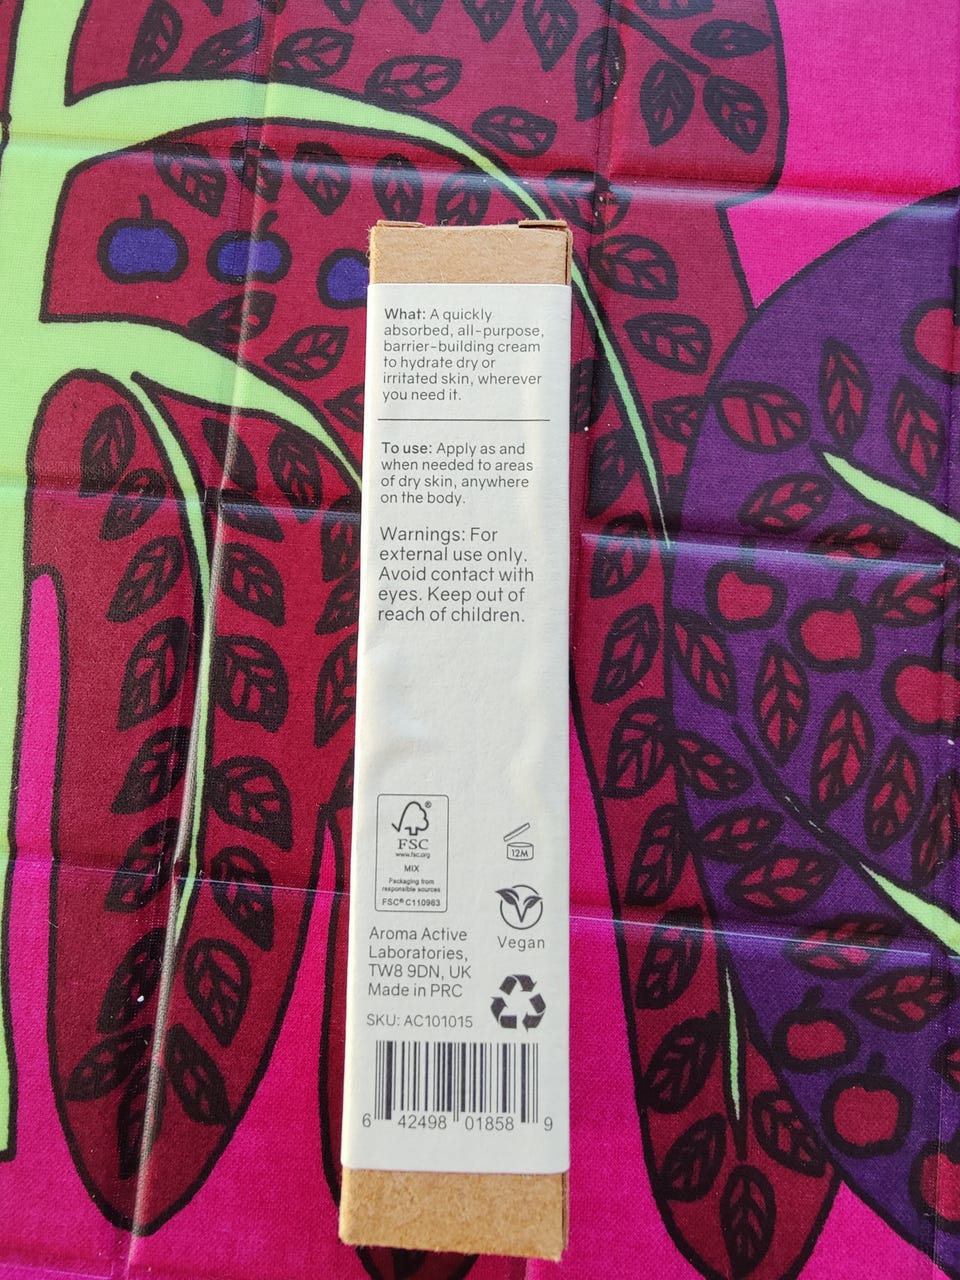 What: A quickly
absorbed, all-purpose,
barrier-building cream
to hydrate dry or
irritated skin, wherever
you need it.
To use: Apply as and
when needed to areas
of dry skin, anywhere
on the body.
Warnings: For
external use only.
Avoid contact with
eyes. Keep out of
reach of children.
®
FSC
www.fsc.org
MIX
Packaging from
responsible sources
FSC® C110963
12M
Vegan
Aroma Active
Laboratories,
TW8 9DN, UK
Made in PRC
SKU: AC101015
6 42498 01858 9